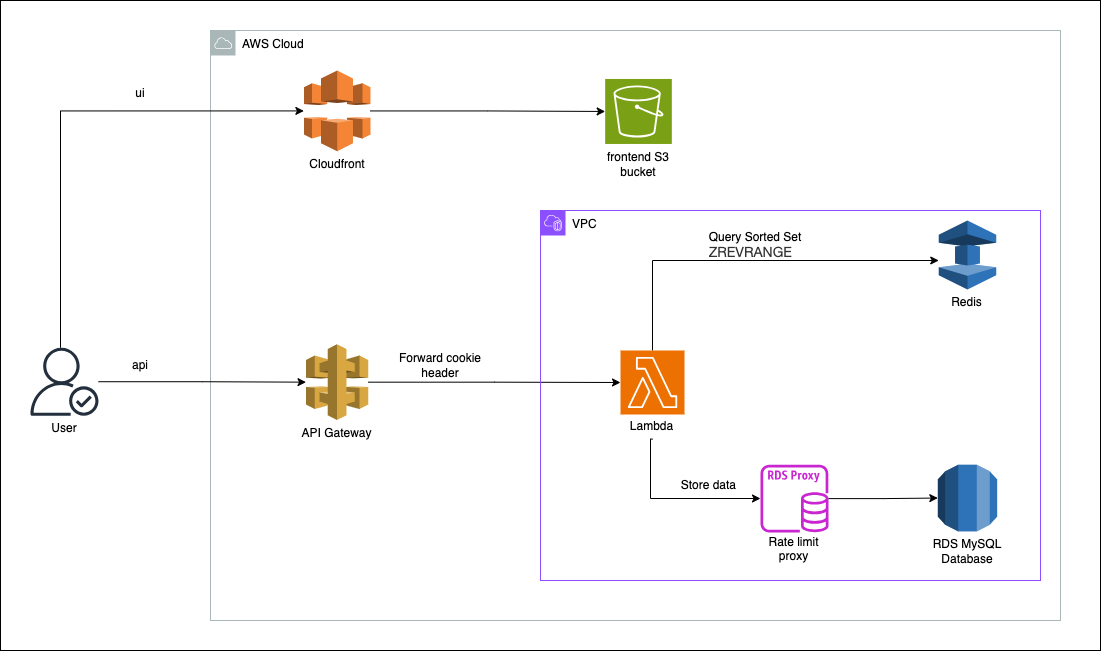 AWS Cloud
ui
Cloudfront
frontend S3
bucket
VPC
Query Sorted Set
ZREVRANGE
Redis
api
Forward cookie
header
User
API Gateway
Lambda
Store data
RDS Proxy
Rate limit
proxy
RDS MySQL
Database